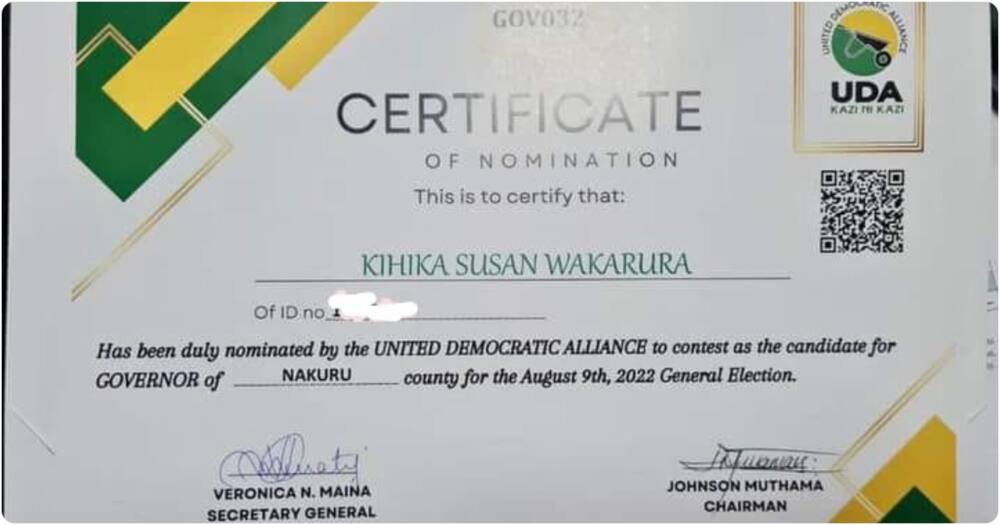 GOV032
UNITED DEMOCRATIC ALLIANCE
UDA
KAZI NI KAZI
CERTIFICATE
OF NOMINATION
This is to certify that:
KIHIKA SUSAN WAKARURA
Of ID no
Has been duly nominated by the UNITED DEMOCRATIC ALLIANCE to contest as the candidate for
GOVERNOR of NAKURU county for the August 9th, 2022 General Election.
VERONICA N. MAINA
SECRETARY GENERAL
JOHNSON MUTHAMA
CHAIRMAN